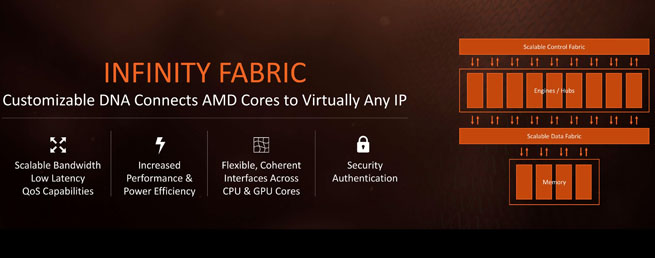 INFINITY FABRIC
Customizable DNA Connects AMD Cores to Virtually Any IP
Scalable Bandwidth
Low Latency
QoS Capabilities
Increased
Performance &
Power Efficiency
Flexible, Coherent
Interfaces Across
CPU & GPU Cores
Security
Authentication
Scalable Control Fabric
Engines / Hubs
Scalable Data Fabric
Memory